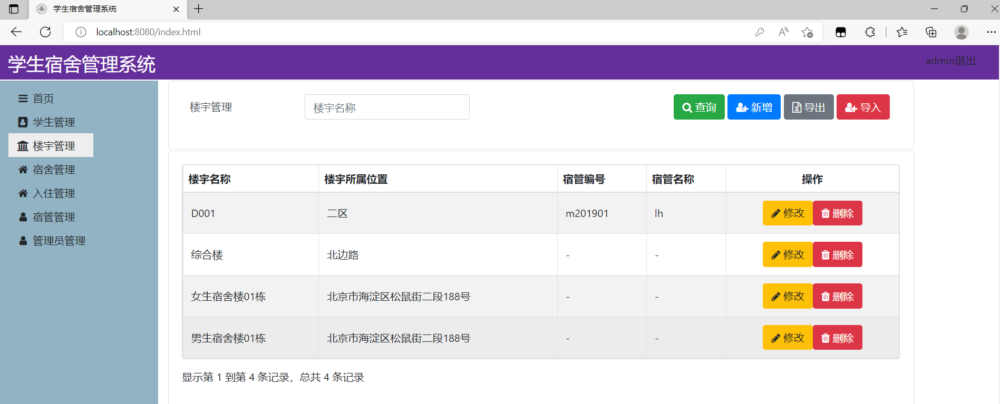 学生宿舍管理系统
localhost:8080/index.html
学生宿舍管理系统
admin退出
首页
学生管理
楼宇管理
宿舍管理
入住管理
宿管管理
管理员管理
楼宇管理 楼宇名称 查询 新增 导出 导入
楼宇名称 楼宇所属位置 宿管编号 宿管名称 操作
D001 二区 m201901 lh 修改 删除
综合楼 北边路 - - 修改 删除
女生宿舍楼01栋 北京市海淀区松鼠街二段188号 - - 修改 删除
男生宿舍楼01栋 北京市海淀区松鼠街二段188号 - - 修改 删除
显示第 1 到第 4 条记录，总共 4 条记录